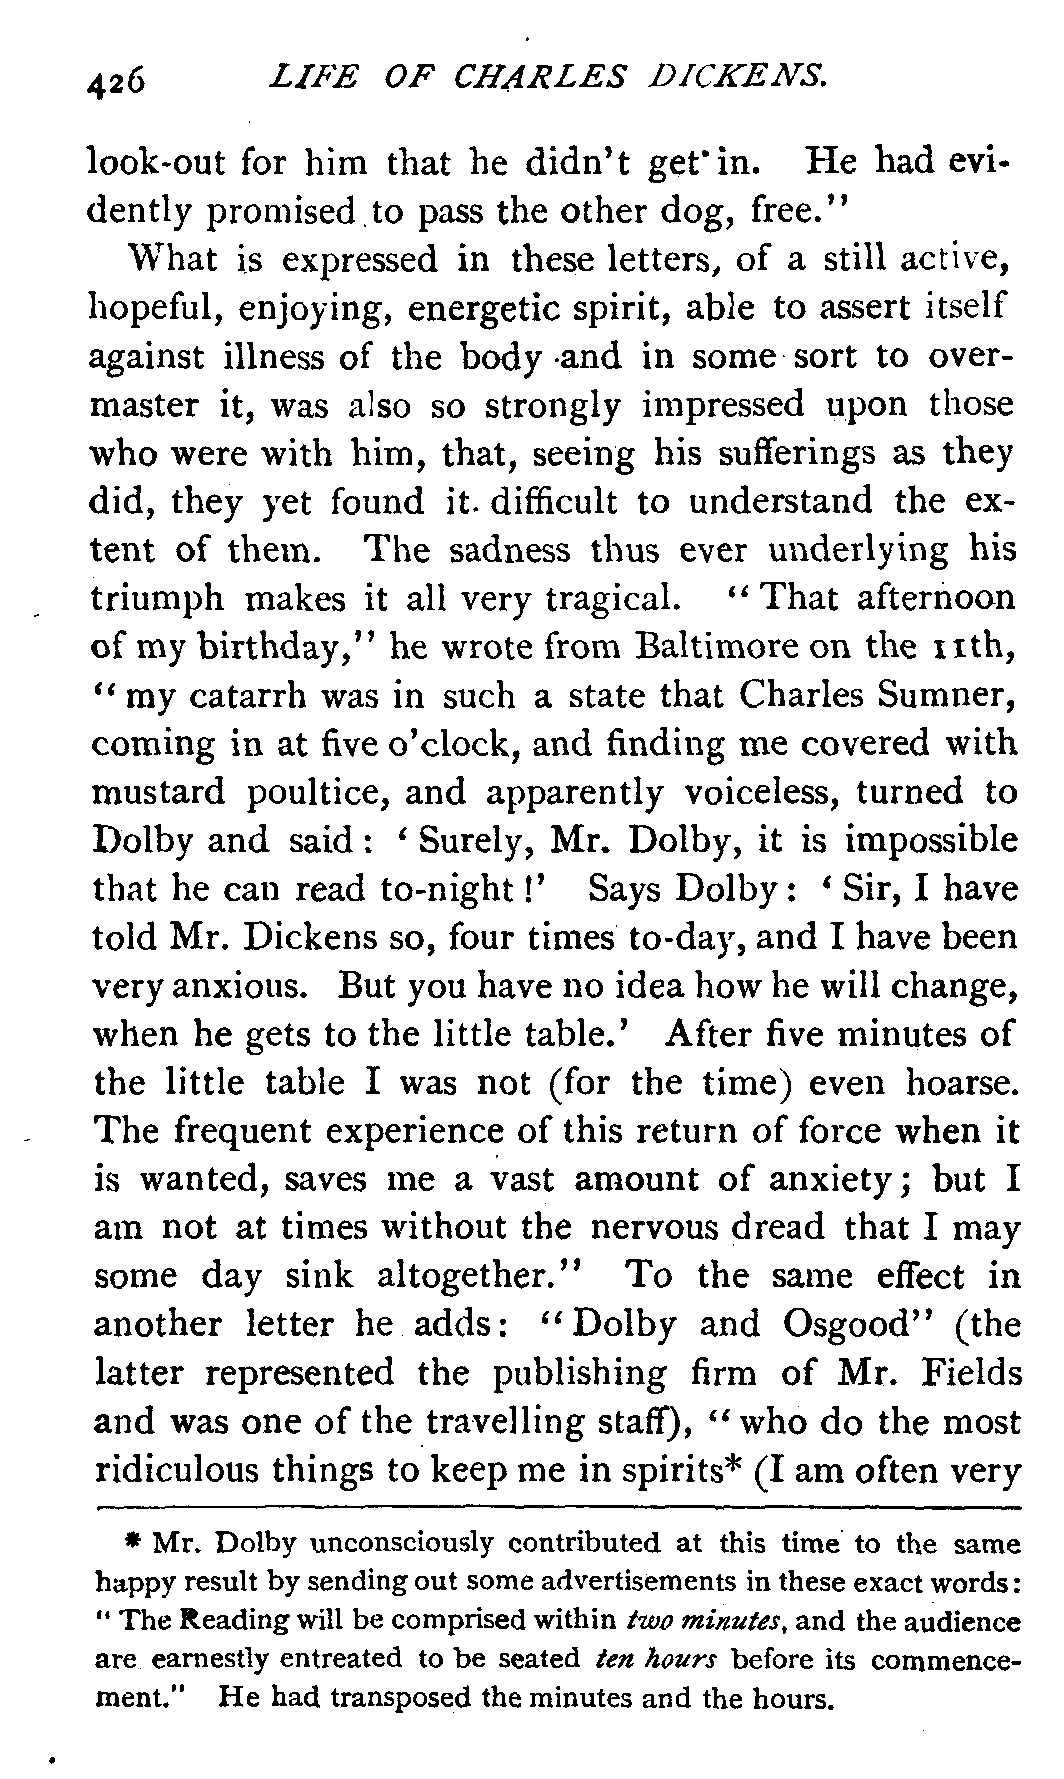 426 LIFE OF CHARLES DICKENS.
look-out for him that he didn't get in. He had evi-
dently promised to pass the other dog, free."
What is expressed in these letters, of a still active,
hopeful, enjoying, energetic spirit, able to assert itself
against illness of the body and in some sort to over-
master it, was also so strongly impressed upon those
who were with him, that, seeing his sufferings as they
did, they yet found it difficult to understand the ex-
tent of them. The sadness thus ever underlying his
triumph makes it all very tragical. "That afternoon
of my birthday," he wrote from Baltimore on the 11th,
"my catarrh was in such a state that Charles Sumner,
coming in at five o'clock, and finding me covered with
mustard poultice, and apparently voiceless, turned to
Dolby and said: 'Surely, Mr. Dolby, it is impossible
that he can read to-night!' Says Dolby: 'Sir, I have
told Mr. Dickens so, four times to-day, and I have been
very anxious. But you have no idea how he will change,
when he gets to the little table.' After five minutes of
the little table I was not (for the time) even hoarse.
The frequent experience of this return of force when it
is wanted, saves me a vast amount of anxiety; but I
am not at times without the nervous dread that I may
some day sink altogether." To the same effect in
another letter he adds: "Dolby and Osgood" (the
latter represented the publishing firm of Mr. Fields
and was one of the travelling staff), "who do the most
ridiculous things to keep me in spirits* (I am often very
* Mr. Dolby unconsciously contributed at this time to the same
happy result by sending out some advertisements in these exact words:
"The Reading will be comprised within two minutes, and the audience
are earnestly entreated to be seated ten hours before its commence-
ment." He had transposed the minutes and the hours.